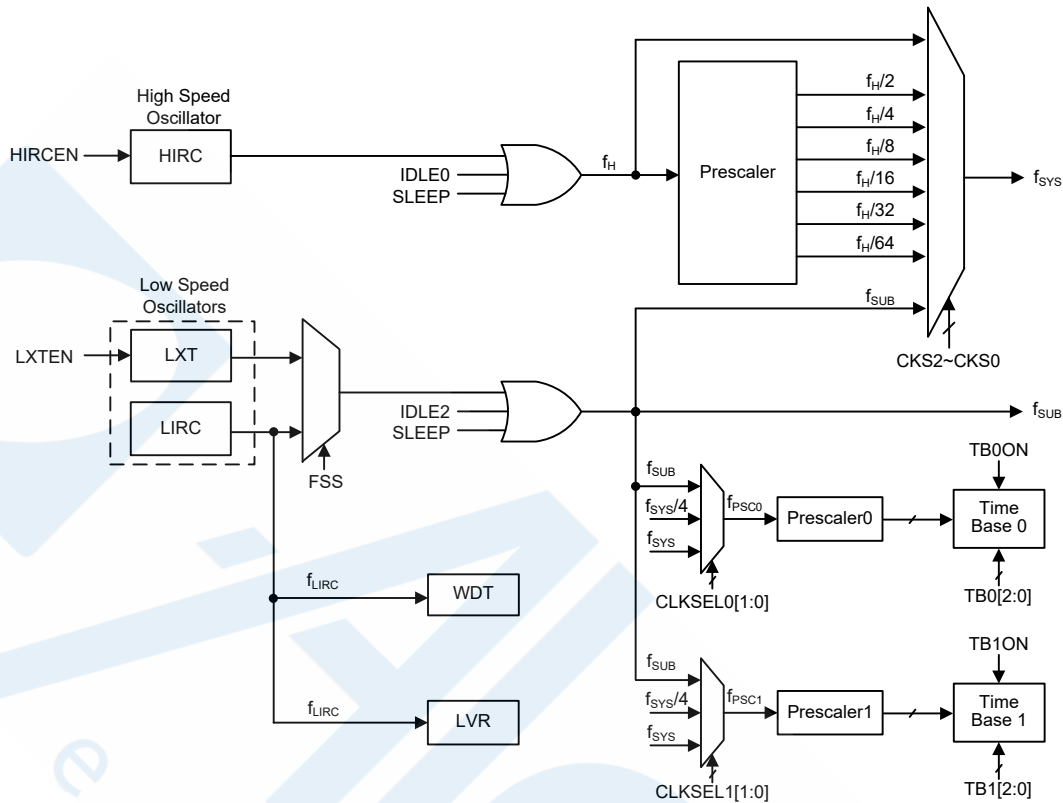 High Speed
Oscillator
HIRCEN
HIRC
IDLE0
SLEEP
fH
Prescaler
fH/2
fH/4
fH/8
fH/16
fH/32
fH/64
fSUB
fSYS
CKS2~CKS0
Low Speed
Oscillators
LXTEN
LXT
LIRC
FSS
IDLE2
SLEEP
fSUB
fSUB
fSYS/4
fSYS
fPSC0
CLKSEL0[1:0]
Prescaler0
TB0ON
Time
Base 0
TB0[2:0]
fLIRC
WDT
fLIRC
LVR
fSUB
fSYS/4
fSYS
fPSC1
CLKSEL1[1:0]
Prescaler1
TB1ON
Time
Base 1
TB1[2:0]